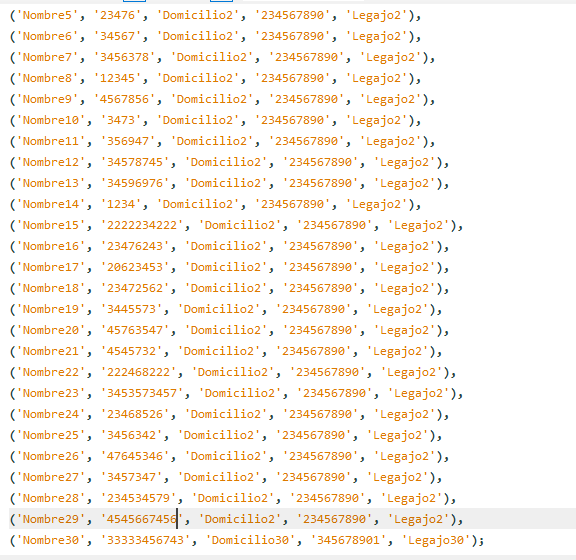 ('Nombre5', '23476', 'Domicilio2', '234567890', 'Legajo2'),
('Nombre6', '34567', 'Domicilio2', '234567890', 'Legajo2'),
('Nombre7', '3456378', 'Domicilio2', '234567890', 'Legajo2'),
('Nombre8', '12345', 'Domicilio2', '234567890', 'Legajo2'),
('Nombre9', '4567856', 'Domicilio2', '234567890', 'Legajo2'),
('Nombre10', '3473', 'Domicilio2', '234567890', 'Legajo2'),
('Nombre11', '356947', 'Domicilio2', '234567890', 'Legajo2'),
('Nombre12', '34578745', 'Domicilio2', '234567890', 'Legajo2'),
('Nombre13', '34596976', 'Domicilio2', '234567890', 'Legajo2'),
('Nombre14', '1234', 'Domicilio2', '234567890', 'Legajo2'),
('Nombre15', '2222234222', 'Domicilio2', '234567890', 'Legajo2'),
('Nombre16', '23476243', 'Domicilio2', '234567890', 'Legajo2'),
('Nombre17', '20623453', 'Domicilio2', '234567890', 'Legajo2'),
('Nombre18', '23472562', 'Domicilio2', '234567890', 'Legajo2'),
('Nombre19', '3445573', 'Domicilio2', '234567890', 'Legajo2'),
('Nombre20', '45763547', 'Domicilio2', '234567890', 'Legajo2'),
('Nombre21', '4545732', 'Domicilio2', '234567890', 'Legajo2'),
('Nombre22', '222468222', 'Domicilio2', '234567890', 'Legajo2'),
('Nombre23', '3453573457', 'Domicilio2', '234567890', 'Legajo2'),
('Nombre24', '23468526', 'Domicilio2', '234567890', 'Legajo2'),
('Nombre25', '3456342', 'Domicilio2', '234567890', 'Legajo2'),
('Nombre26', '47645346', 'Domicilio2', '234567890', 'Legajo2'),
('Nombre27', '3457347', 'Domicilio2', '234567890', 'Legajo2'),
('Nombre28', '234534579', 'Domicilio2', '234567890', 'Legajo2'),
('Nombre29', '4545667456', 'Domicilio2', '234567890', 'Legajo2'),
('Nombre30', '33333456743', 'Domicilio30', '345678901', 'Legajo30');